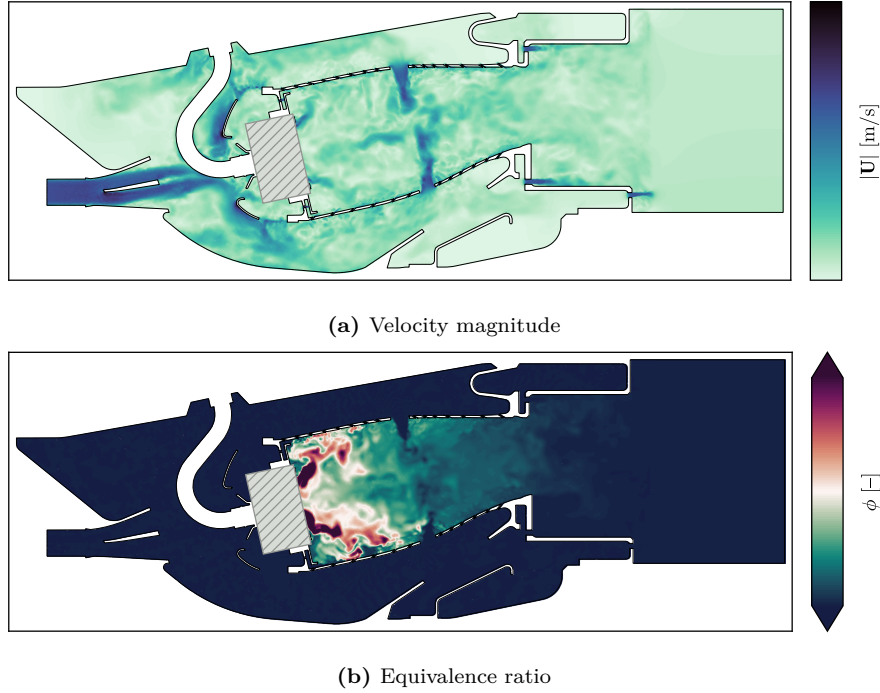 |U| [m/s]
(a) Velocity magnitude
ϕ [−]
(b) Equivalence ratio